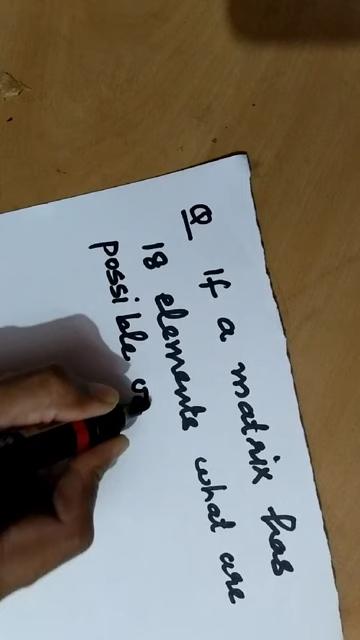 Q If a matrix has
18 elements what are
possible